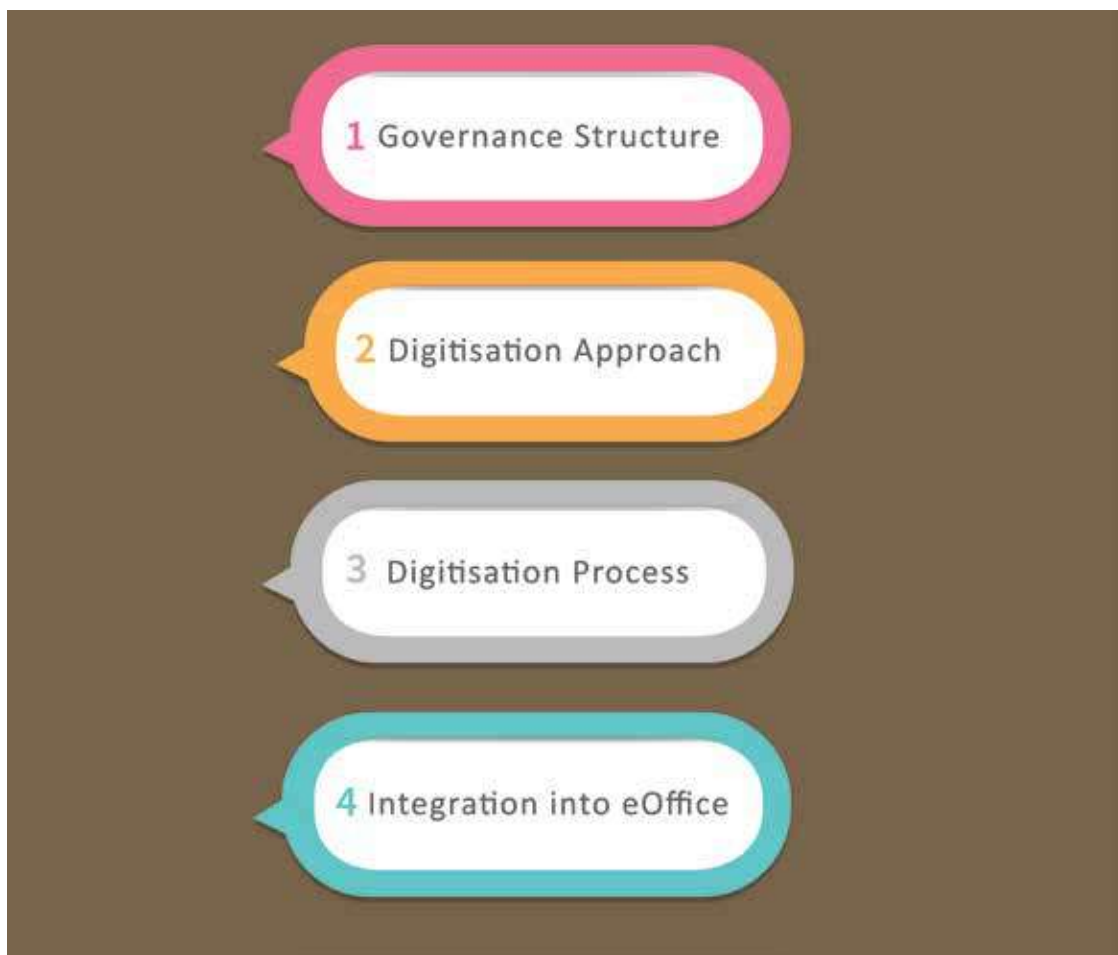 1 Governance Structure
2 Digitisation Approach
3 Digitisation Process
4 Integration into eOffice